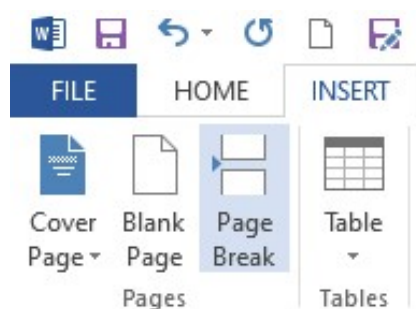 FILE HOME INSERT
Cover Page
Blank Page
Page Break
Table
Pages Tables